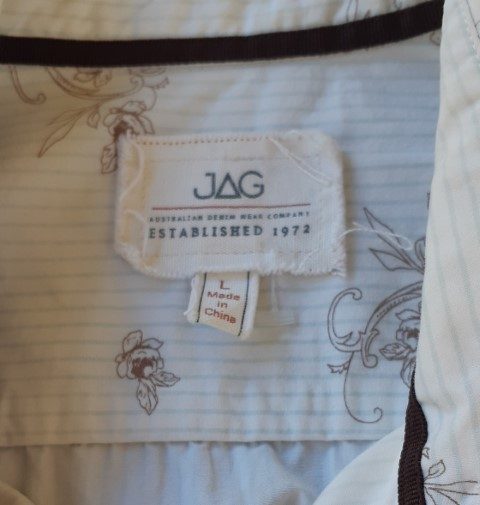 JAG
AUSTRALIAN DENIM WEAR COMPANY
ESTABLISHED 1972
L
Made
in
China